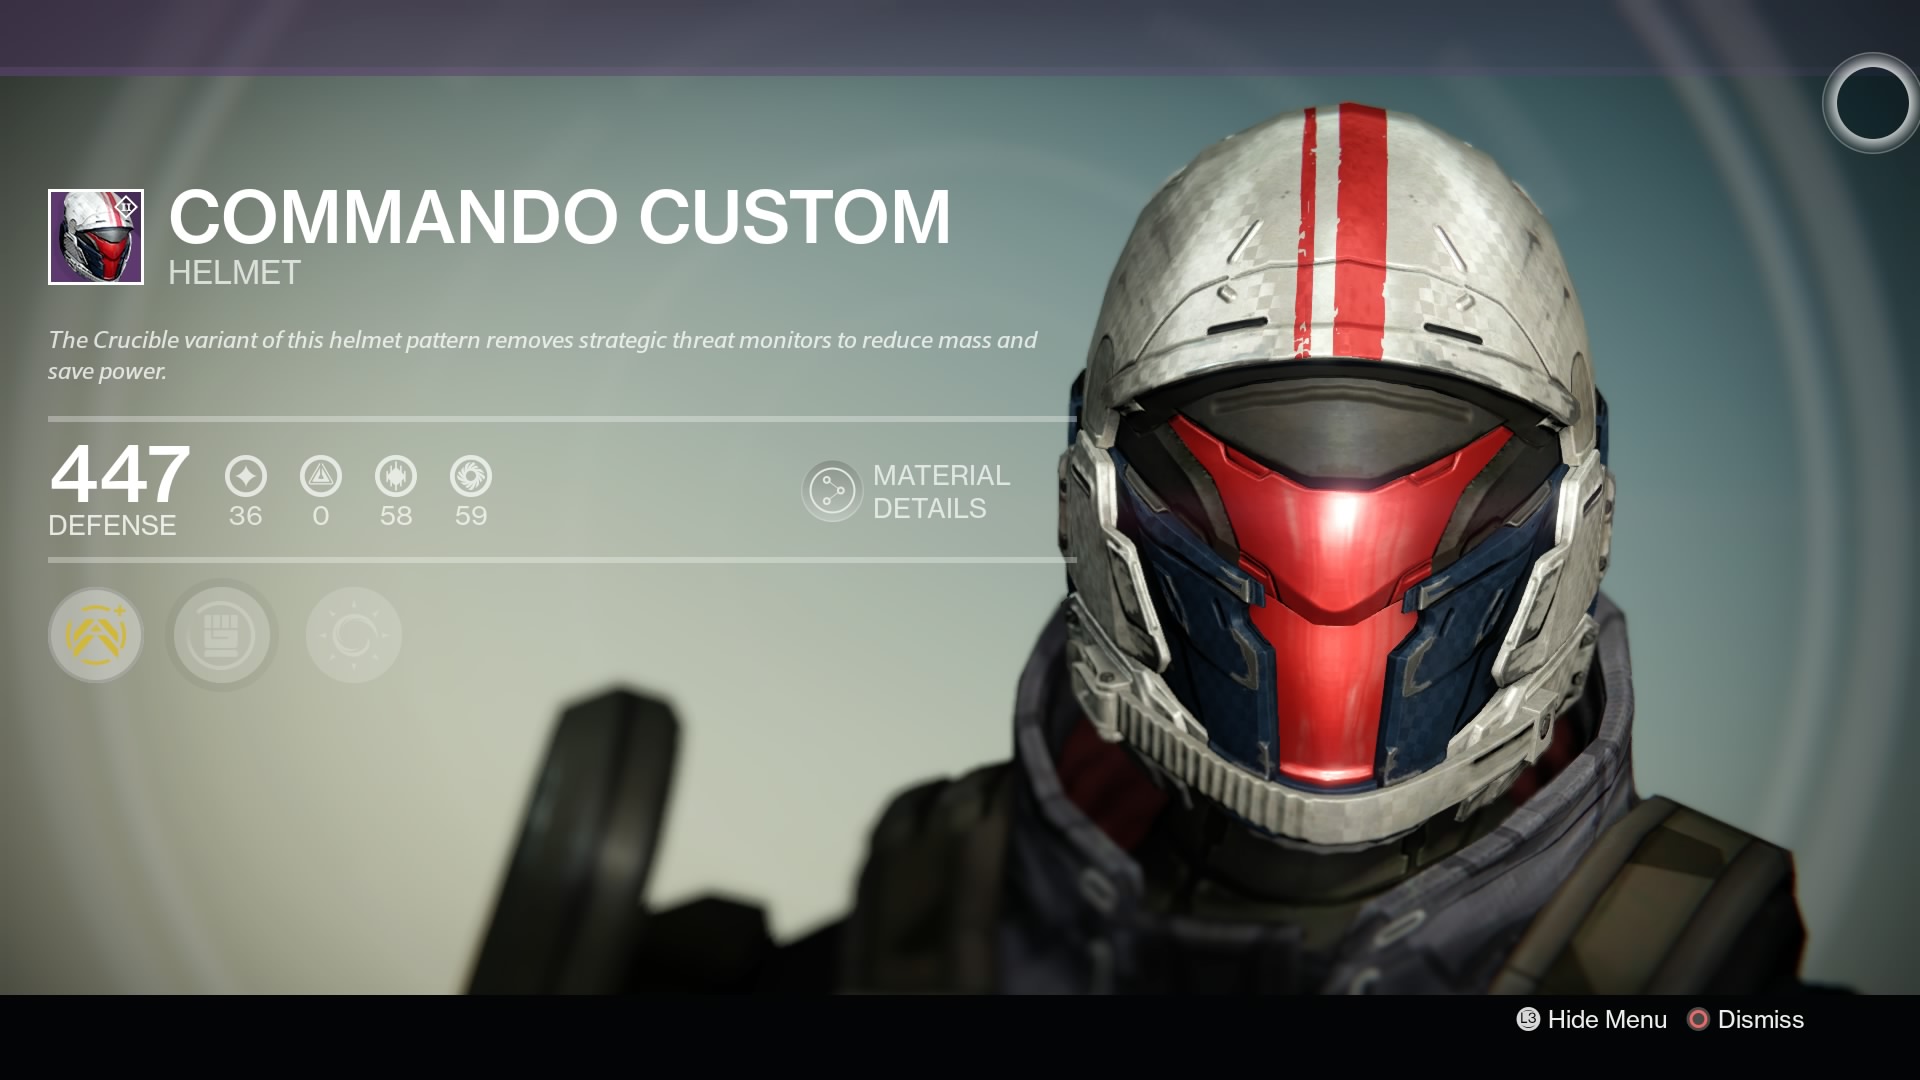 COMMANDO CUSTOM
HELMET
The Crucible variant of this helmet pattern removes strategic threat monitors to reduce mass and
save power.
447
DEFENSE
36
0
58
59
MATERIAL
DETAILS
L3 Hide Menu
Dismiss